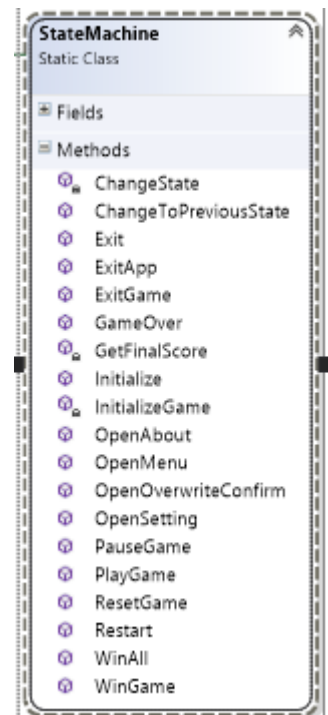 StateMachine
Static Class
Fields
Methods
ChangeState
ChangeToPreviousState
Exit
ExitApp
ExitGame
GameOver
GetFinalScore
Initialize
InitializeGame
OpenAbout
OpenMenu
OpenOverwriteConfirm
OpenSetting
PauseGame
PlayGame
ResetGame
Restart
WinAll
WinGame